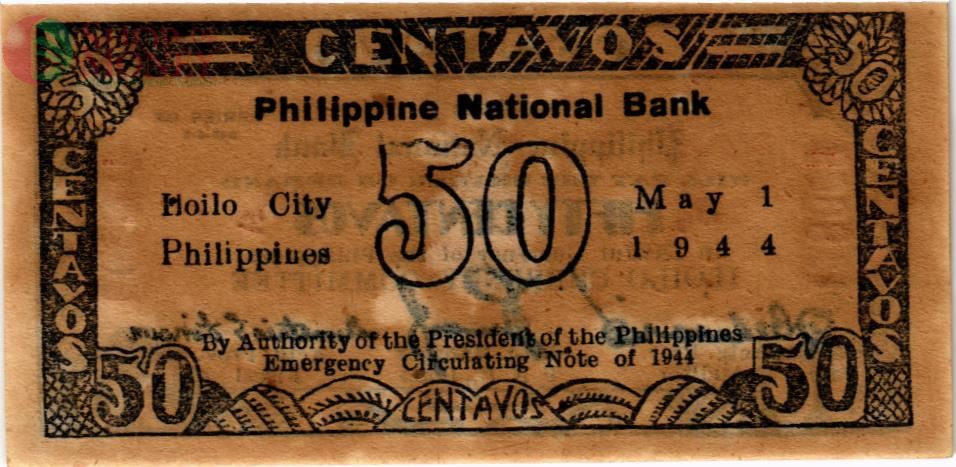 CENTAVOS
50
50
Philippine National Bank
50
Iloilo City
May 1
Philippines
1944
CENTAVOS
CENTAVOS
By Authority of the President of the Philippines
Emergency Circulating Note of 1944
50
CENTAVOS
50